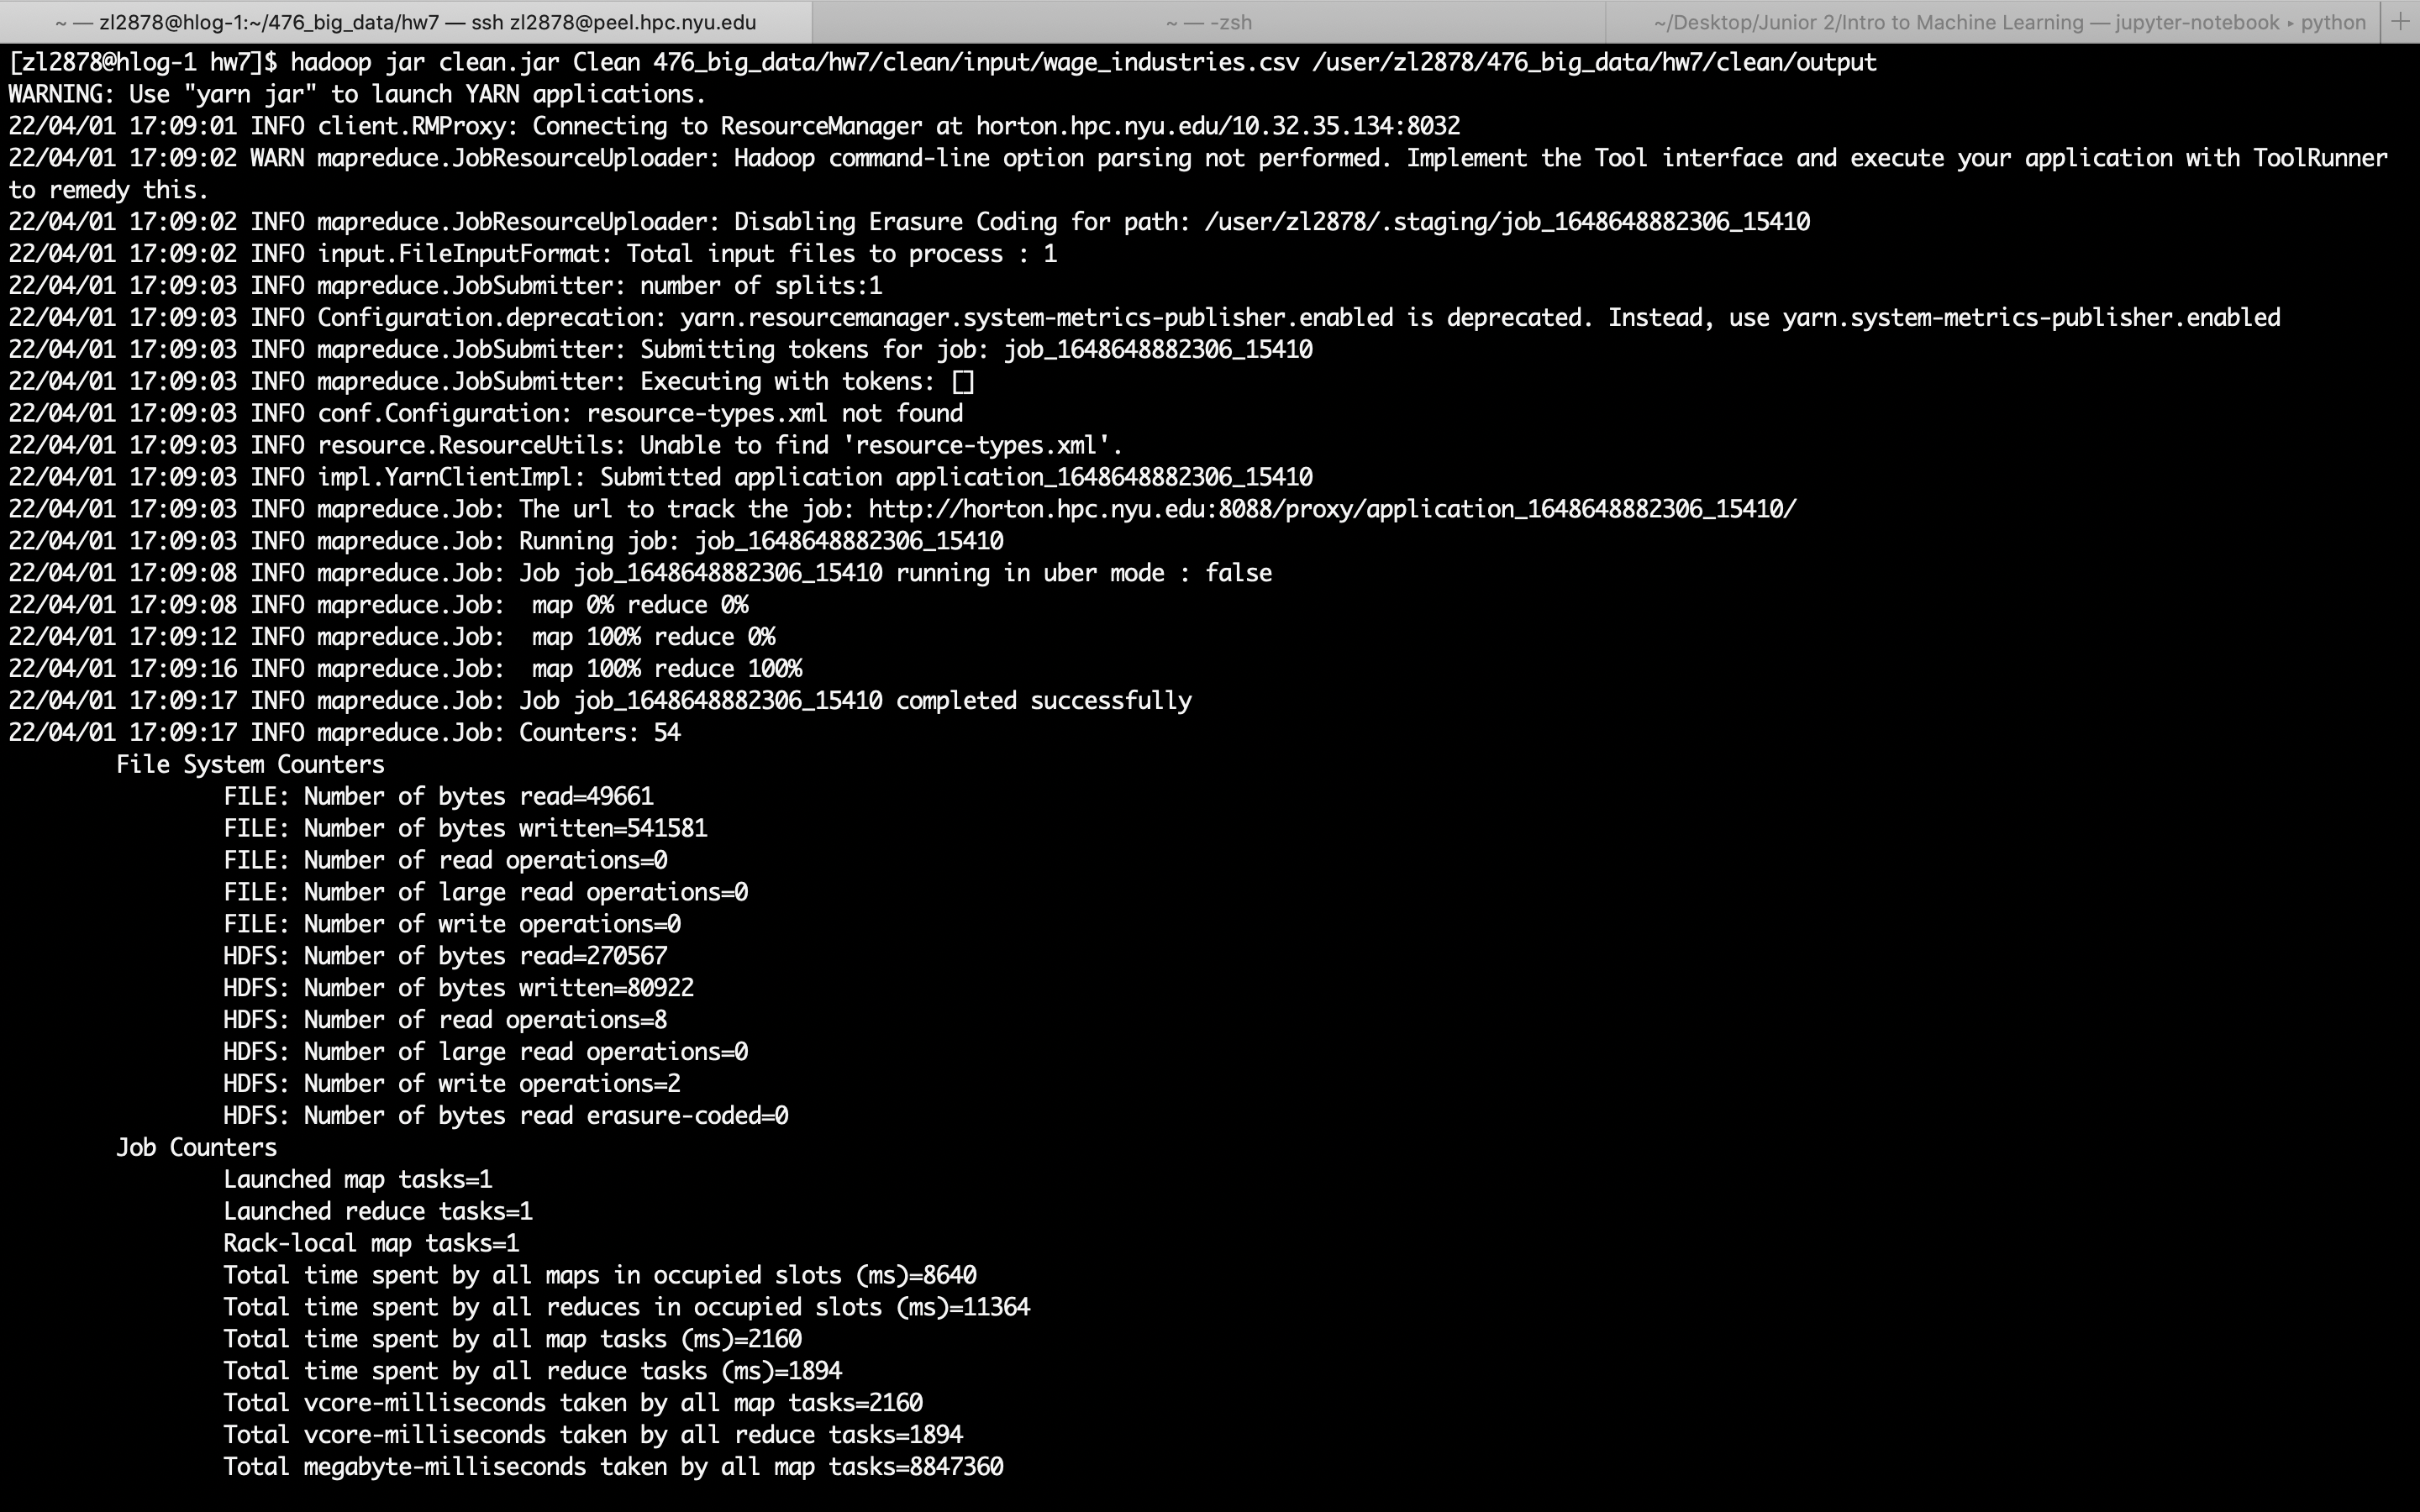 ~ — zl2878@hlog-1:~/476_big_data/hw7 — ssh zl2878@peel.hpc.nyu.edu
~ — -zsh
~/Desktop/Junior 2/Intro to Machine Learning — jupyter-notebook ▸ python
+
[zl2878@hlog-1 hw7]$ hadoop jar clean.jar Clean 476_big_data/hw7/clean/input/wage_industries.csv /user/zl2878/476_big_data/hw7/clean/output
WARNING: Use "yarn jar" to launch YARN applications.
22/04/01 17:09:01 INFO client.RMProxy: Connecting to ResourceManager at horton.hpc.nyu.edu/10.32.35.134:8032
22/04/01 17:09:02 WARN mapreduce.JobResourceUploader: Hadoop command-line option parsing not performed. Implement the Tool interface and execute your application with ToolRunner
to remedy this.
22/04/01 17:09:02 INFO mapreduce.JobResourceUploader: Disabling Erasure Coding for path: /user/zl2878/.staging/job_1648648882306_15410
22/04/01 17:09:02 INFO input.FileInputFormat: Total input files to process : 1
22/04/01 17:09:03 INFO mapreduce.JobSubmitter: number of splits:1
22/04/01 17:09:03 INFO Configuration.deprecation: yarn.resourcemanager.system-metrics-publisher.enabled is deprecated. Instead, use yarn.system-metrics-publisher.enabled
22/04/01 17:09:03 INFO mapreduce.JobSubmitter: Submitting tokens for job: job_1648648882306_15410
22/04/01 17:09:03 INFO mapreduce.JobSubmitter: Executing with tokens: []
22/04/01 17:09:03 INFO conf.Configuration: resource-types.xml not found
22/04/01 17:09:03 INFO resource.ResourceUtils: Unable to find 'resource-types.xml'.
22/04/01 17:09:03 INFO impl.YarnClientImpl: Submitted application application_1648648882306_15410
22/04/01 17:09:03 INFO mapreduce.Job: The url to track the job: http://horton.hpc.nyu.edu:8088/proxy/application_1648648882306_15410/
22/04/01 17:09:03 INFO mapreduce.Job: Running job: job_1648648882306_15410
22/04/01 17:09:08 INFO mapreduce.Job: Job job_1648648882306_15410 running in uber mode : false
22/04/01 17:09:08 INFO mapreduce.Job:  map 0% reduce 0%
22/04/01 17:09:12 INFO mapreduce.Job:  map 100% reduce 0%
22/04/01 17:09:16 INFO mapreduce.Job:  map 100% reduce 100%
22/04/01 17:09:17 INFO mapreduce.Job: Job job_1648648882306_15410 completed successfully
22/04/01 17:09:17 INFO mapreduce.Job: Counters: 54
File System Counters
FILE: Number of bytes read=49661
FILE: Number of bytes written=541581
FILE: Number of read operations=0
FILE: Number of large read operations=0
FILE: Number of write operations=0
HDFS: Number of bytes read=270567
HDFS: Number of bytes written=80922
HDFS: Number of read operations=8
HDFS: Number of large read operations=0
HDFS: Number of write operations=2
HDFS: Number of bytes read erasure-coded=0
Job Counters
Launched map tasks=1
Launched reduce tasks=1
Rack-local map tasks=1
Total time spent by all maps in occupied slots (ms)=8640
Total time spent by all reduces in occupied slots (ms)=11364
Total time spent by all map tasks (ms)=2160
Total time spent by all reduce tasks (ms)=1894
Total vcore-milliseconds taken by all map tasks=2160
Total vcore-milliseconds taken by all reduce tasks=1894
Total megabyte-milliseconds taken by all map tasks=8847360